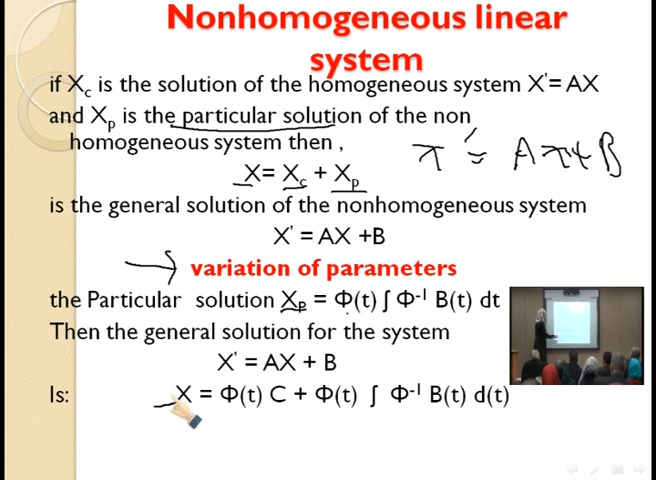 Nonhomogeneous linear
system
if X꜀ is the solution of the homogeneous system X'= AX
and Xₚ is the particular solution of the non
homogeneous system then ,
x' = Ax+B
X= X꜀ + Xₚ
is the general solution of the nonhomogeneous system
X' = AX +B
variation of parameters
the Particular solution Xₚ = Φ(t) ∫ Φ⁻¹ B(t) dt
Then the general solution for the system
X' = AX + B
Is: X = Φ(t) C + Φ(t) ∫ Φ⁻¹ B(t) d(t)